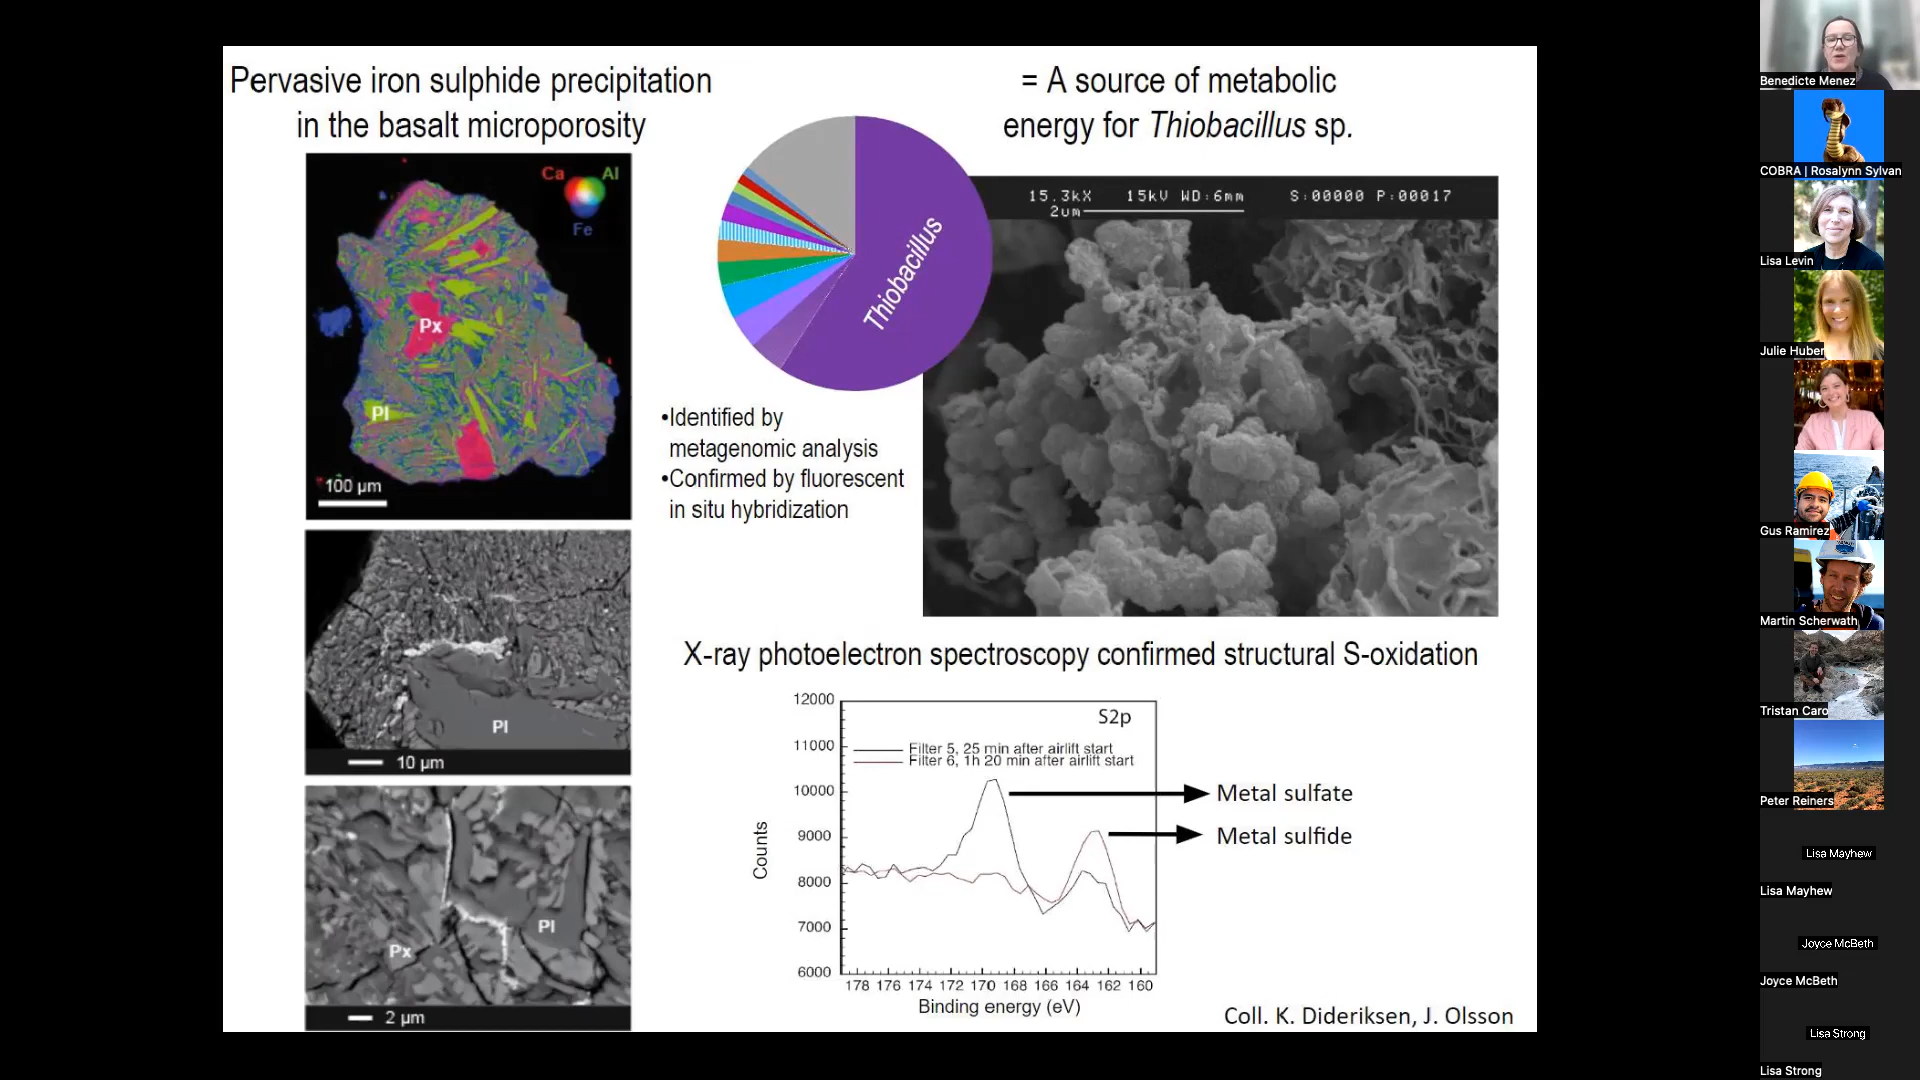 Pervasive iron sulphide precipitation
in the basalt microporosity
= A source of metabolic
energy for Thiobacillus sp.
Ca
Al
Fe
Px
Pl
100 µm
Thiobacillus
15.3kX 15kV WD:6mm S:00000 P:00017
2um
•Identified by
metagenomic analysis
•Confirmed by fluorescent
in situ hybridization
Pl
10 µm
Px
Pl
2 µm
X-ray photoelectron spectroscopy confirmed structural S-oxidation
S2p
Filter 5, 25 min after airlift start
Filter 6, 1h 20 min after airlift start
12000
11000
10000
9000
8000
7000
6000
Counts
178 176 174 172 170 168 166 164 162 160
Binding energy (eV)
Metal sulfate
Metal sulfide
Coll. K. Dideriksen, J. Olsson
Benedicte Menez
COBRA | Rosalynn Sylvan
Lisa Levin
Julie Huber
Gus Ramirez
Martin Scherwath
Tristan Caro
Peter Reiners
Lisa Mayhew
Lisa Mayhew
Joyce McBeth
Joyce McBeth
Lisa Strong
Lisa Strong